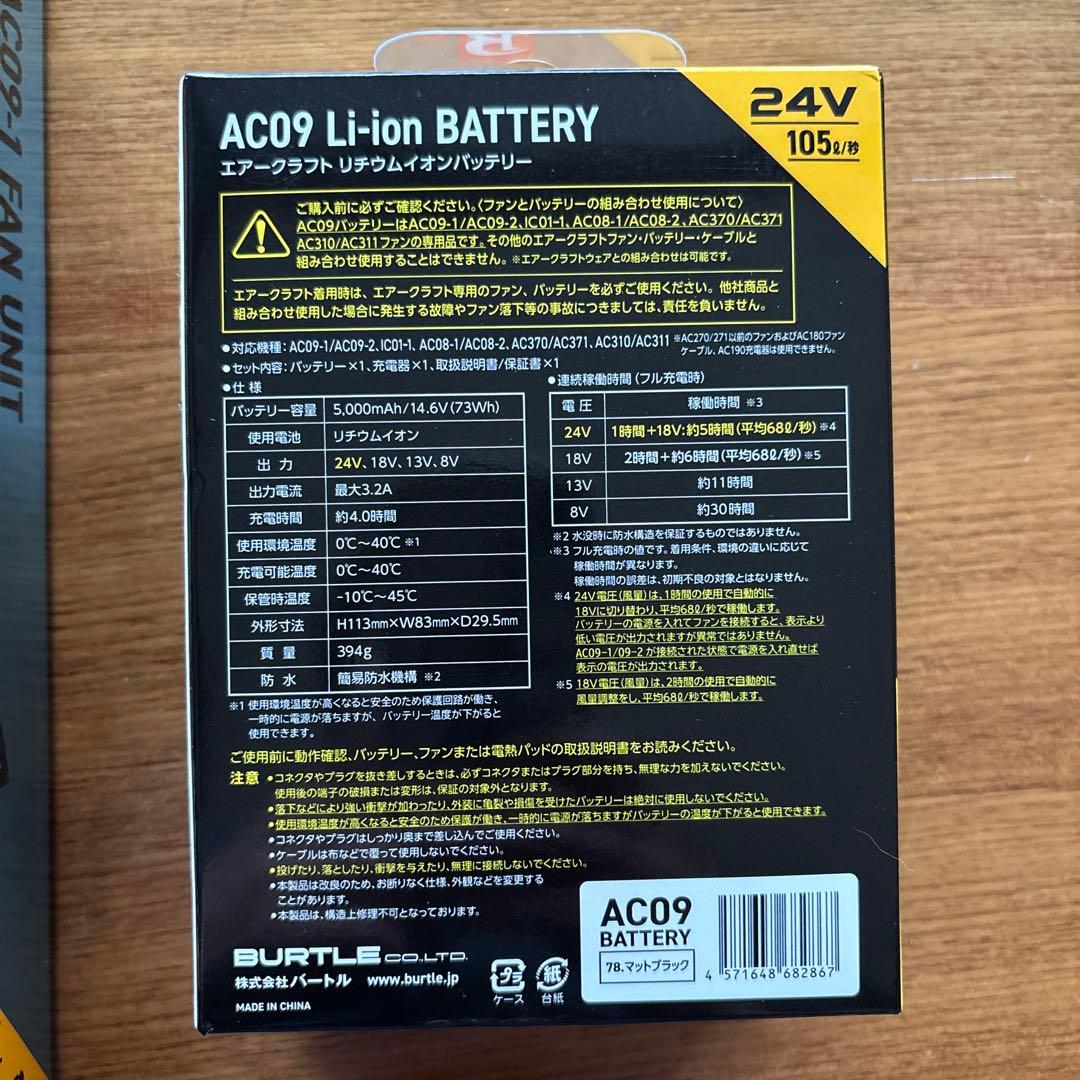 AC09-1 FAN UNIT
24V
105ℓ/秒
AC09 Li-ion BATTERY
エアークラフト リチウムイオンバッテリー
ご購入前に必ずご確認ください。〈ファンとバッテリーの組み合わせ使用について〉
AC09バッテリーはAC09-1/AC09-2、IC01-1、AC08-1/AC08-2、AC370/AC371
AC310/AC311ファンの専用品です。その他のエアークラフトファン・バッテリー・ケーブルと
組み合わせ使用することはできません。※エアークラフトウェアとの組み合わせは可能です。
エアークラフト着用時は、エアークラフト専用のファン、バッテリーを必ずご使用ください。他社商品と
組み合わせ使用した場合に発生する故障やファン落下等の事故につきましては、責任を負いません。
●対応機種：AC09-1/AC09-2、IC01-1、AC08-1/AC08-2、AC370/AC371、AC310/AC311 ※AC270/271以前のファンおよびAC180ファン
ケーブル、AC190充電器は使用できません。
●セット内容：バッテリー×1、充電器×1、取扱説明書/保証書×1
●仕様
バッテリー容量 5,000mAh/14.6V(73Wh)
使用電池 リチウムイオン
出力 24V、18V、13V、8V
出力電流 最大3.2A
充電時間 約4.0時間
使用環境温度 0℃～40℃ ※1
充電可能温度 0℃～40℃
保管時温度 -10℃～45℃
外形寸法 H113mm×W83mm×D29.5mm
質量 394g
防水 簡易防水機構 ※2
※1 使用環境温度が高くなると安全のため保護回路が働き、
一時的に電源が落ちますが、バッテリー温度が下がると
使用できます。
●連続稼働時間（フル充電時）
電圧 稼働時間 ※3
24V 1時間＋18V：約5時間（平均68ℓ/秒）※4
18V 2時間＋約6時間（平均68ℓ/秒）※5
13V 約11時間
8V 約30時間
※2 水没時に防水構造を保証するものではありません。
※3 フル充電時の値です。着用条件、環境の違いに応じて
稼働時間が異なります。
稼働時間の誤差は、初期不良の対象とはなりません。
※4 24V電圧（風量）は、1時間の使用で自動的に
18Vに切り替わり、平均68ℓ/秒で稼働します。
バッテリーの電源を入れてファンを接続すると、表示より
低い電圧が出力されますが異常ではありません。
AC09-1/09-2 が接続された状態で電源を入れ直せば
表示の電圧が出力されます。
※5 18V電圧（風量）は、2時間の使用で自動的に
風量調整をし、平均68ℓ/秒で稼働します。
ご使用前に動作確認、バッテリー、ファンまたは電熱パッドの取扱説明書をお読みください。
注意 ●コネクタやプラグを抜き差しするときは、必ずコネクタまたはプラグ部分を持ち、無理な力を加えないでください。
使用後の端子の破損または変形は、保証の対象外となります。
●落下などにより強い衝撃が加わったり、外装に亀裂や損傷を受けたバッテリーは絶対に使用しないでください。
●使用環境温度が高くなると安全のため保護が働き、一時的に電源が落ちますがバッテリーの温度が下がると使用できます。
●コネクタやプラグはしっかり奥まで差し込んでご使用ください。
●ケーブルは布などで覆って使用しないでください。
●投げたり、落としたり、衝撃を与えたり、無理に接続しないでください。
●本製品は改良のため、お断りなく仕様、外観などを変更する
ことがあります。
●本製品は、構造上修理不可となっております。
BURTLE CO.,LTD.
株式会社バートル www.burtle.jp
MADE IN CHINA
プラ
ケース
紙
台紙
AC09
BATTERY
78.マットブラック
4 571648 682867